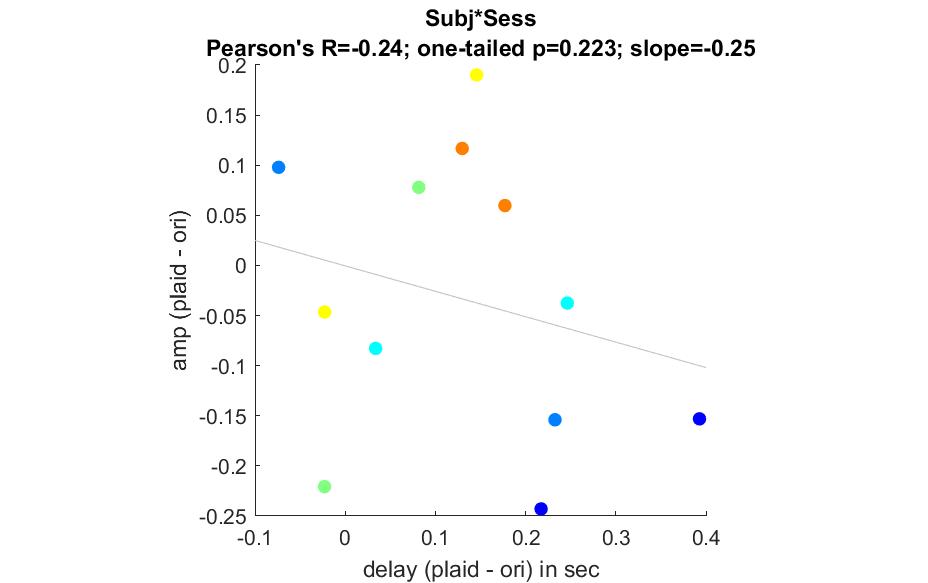 Subj*Sess
Pearson's R=-0.24; one-tailed p=0.223; slope=-0.25
0.2
0.15
0.1
0.05
0
-0.05
-0.1
-0.15
-0.2
-0.25
amp (plaid - ori)
-0.1 0 0.1 0.2 0.3 0.4
delay (plaid - ori) in sec